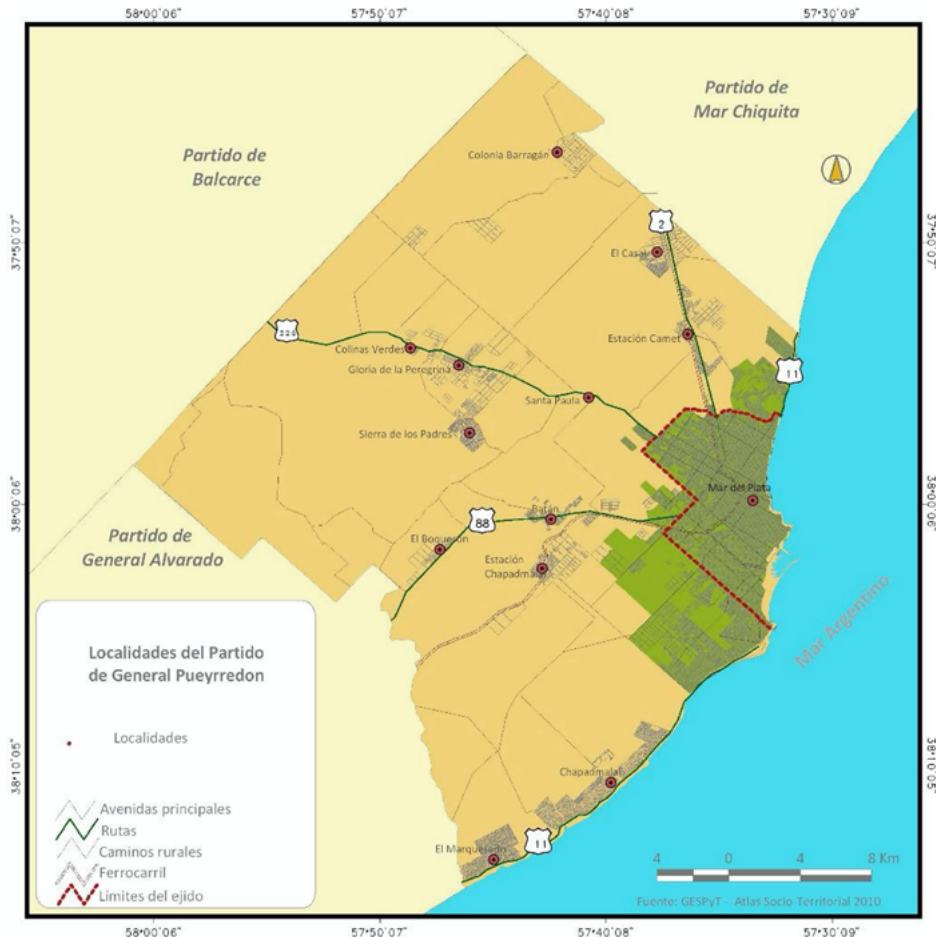 58°00'06"
57°50'07"
57°40'08"
57°30'09"
Partido de
Mar Chiquita
Partido de
Balcarce
Colonia Barragán
37°50'07"
37°50'07"
2
El Casal
226
Estación Camet
Colinas Verdes
11
Gloria de la Peregrina
Santa Paula
Sierra de los Padres
Mar del Plata
38°00'06"
38°00'06"
Batán
88
Partido de
General Alvarado
El Boquerón
Estación
Chapadmalal
Mar Argentino
Localidades del Partido
de General Pueyrredon
Localidades
38°10'05"
38°10'05"
Chapadmalal
Avenidas principales
Rutas
Caminos rurales
Ferrocarril
Limites del ejido
11
El Marquesado
4 0 4 8 Km
Fuente: GESPyT - Atlas Socio-Territorial 2010
58°00'06"
57°50'07"
57°40'08"
57°30'09"